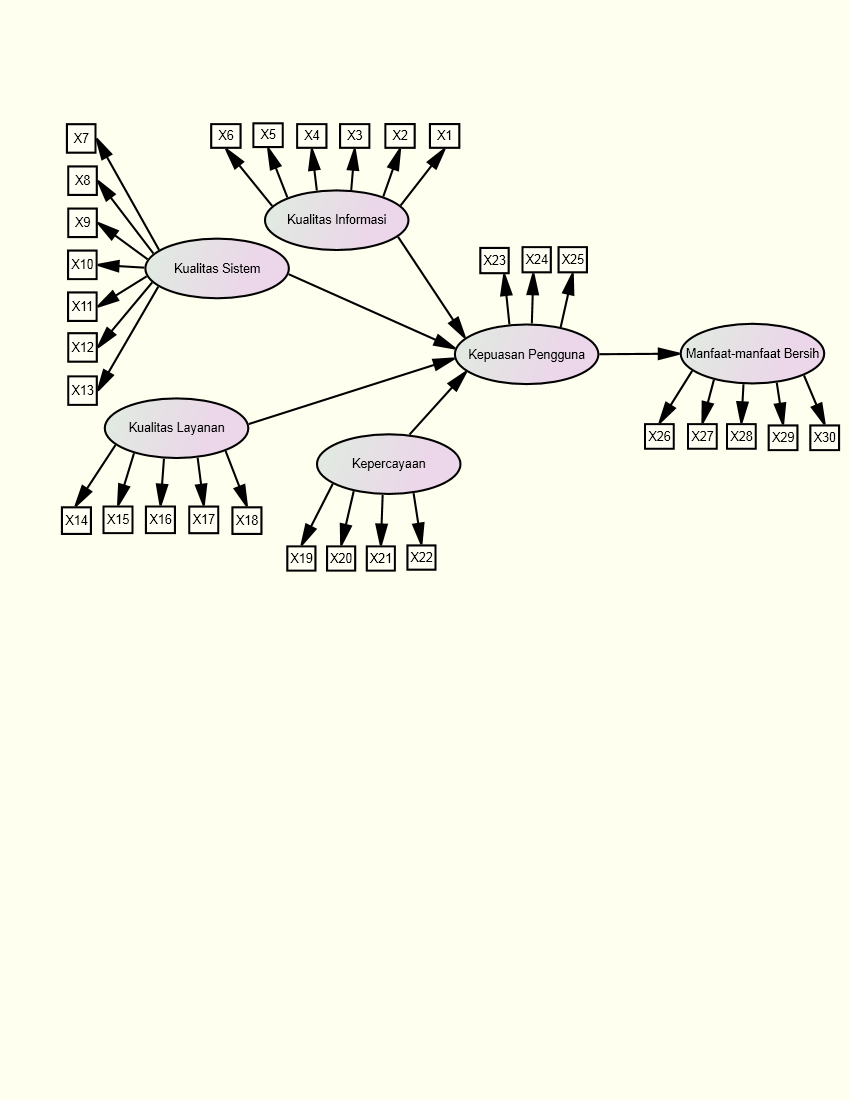 X6 X5 X4 X3 X2 X1
X7
X8
X9
X10
X11
X12
X13
Kualitas Informasi
Kualitas Sistem
X23 X24 X25
Kepuasan Pengguna
Manfaat-manfaat Bersih
X26 X27 X28 X29 X30
Kualitas Layanan
X14 X15 X16 X17 X18
Kepercayaan
X19 X20 X21 X22